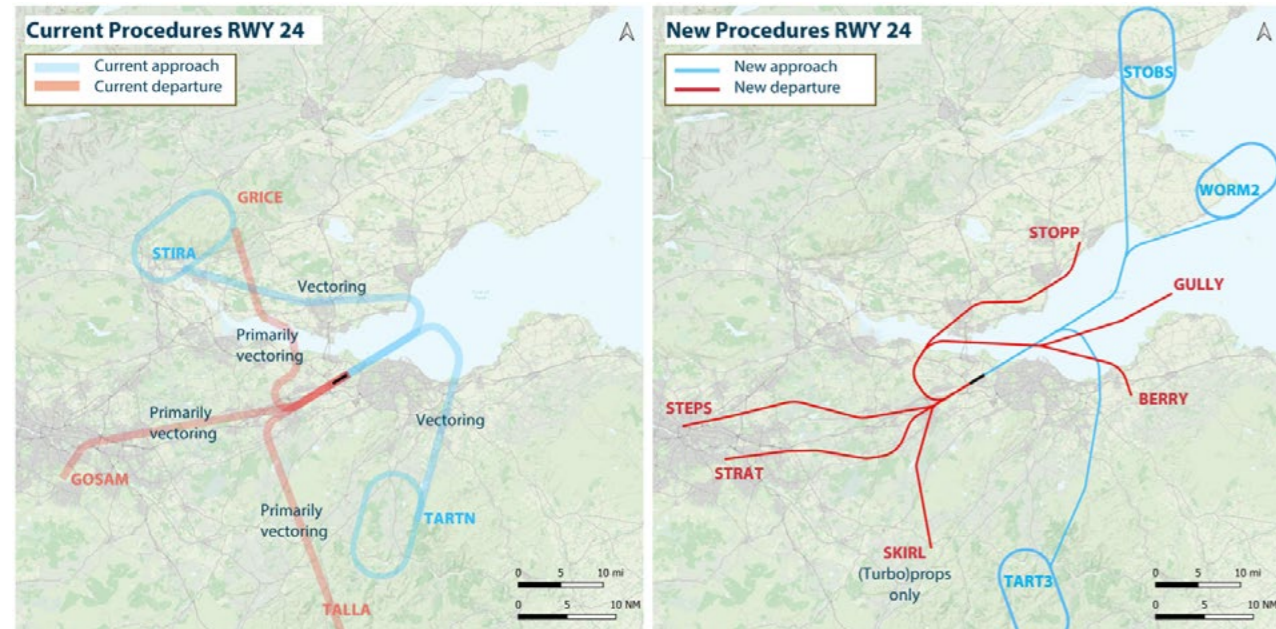 Current Procedures RWY 24
Current approach
Current departure
GRICE
STIRA
Vectoring
Primarily
vectoring
Primarily
vectoring
Vectoring
GOSAM
Primarily
vectoring
TARTN
TALLA
0 5 10 mi
0 5 10 NM
New Procedures RWY 24
New approach
New departure
STOBS
WORM2
STOPP
GULLY
BERRY
STEPS
STRAT
SKIRL
(Turbo)props
only
TART3
0 5 10 mi
0 5 10 NM